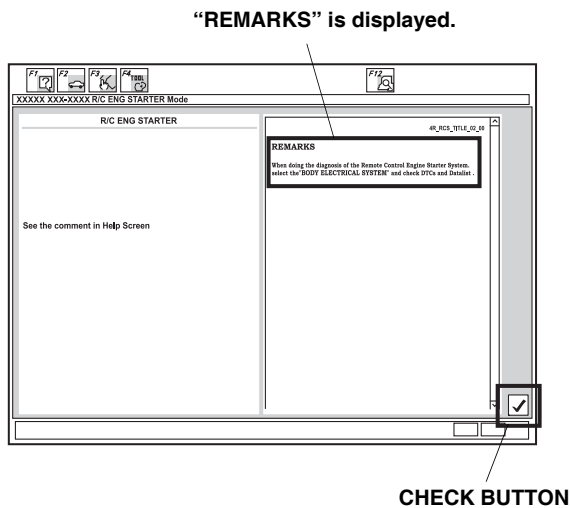 “REMARKS” is displayed.
F1
F2
F3
F4 TOOL
F12
XXXXX XXX-XXXX R/C ENG STARTER Mode
R/C ENG STARTER
See the comment in Help Screen
4R_RCS_TITLE_02_00
REMARKS
When doing the diagnosis of the Remote Control Engine Starter System.
select the"BODY ELECTRICAL SYSTEM" and check DTCs and Datalist .
CHECK BUTTON